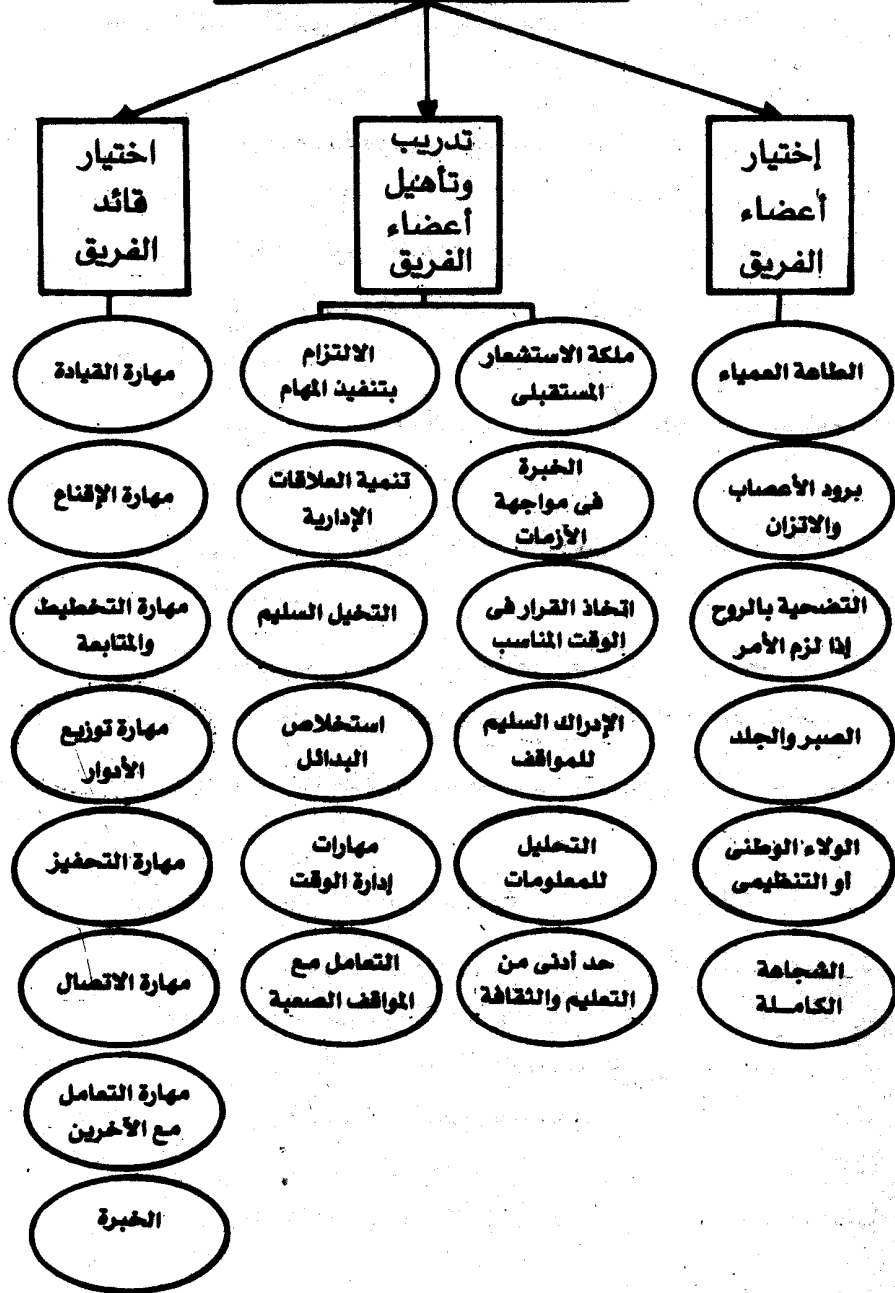 إختيار
أعضاء
الفريق
الطاعة العمياء
برود الأعصاب
والاتزان
التضحية بالروح
إذا لزم الأمر
الصبر والجلد
الولاء الوطنى
أو التنظيمى
الشجاعة
الكاملة
تدريب
وتأهيل
أعضاء
الفريق
ملكة الاستشعار
المستقبلى
الخبرة
فى مواجهة
الأزمات
اتخاذ القرار فى
الوقت المناسب
الإدراك السليم
للمواقف
التحليل
للمعلومات
حد أدنى من
التعليم والثقافة
الالتزام
بتنفيذ المهام
تنمية العلاقات
الإدارية
التخيل السليم
استخلاص
البدائل
مهارات
إدارة الوقت
التعامل مع
المواقف الصعبة
اختيار
قائد
الفريق
مهارة القيادة
مهارة الإقناع
مهارة التخطيط
والمتابعة
مهارة توزيع
الأدوار
مهارة التحفيز
مهارة الاتصال
مهارة التعامل
مع الآخرين
الخبرة